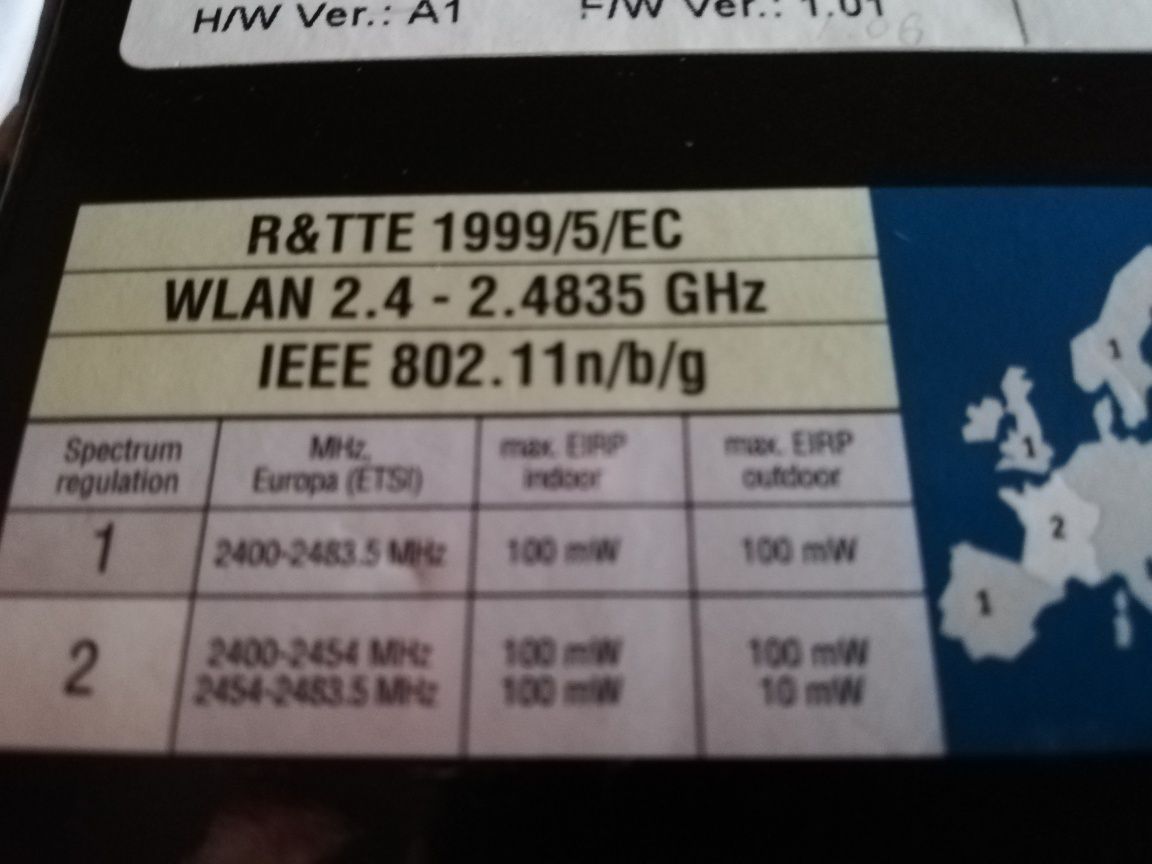 H/W Ver.: A1 F/W Ver.: 1.01
1.06
R&TTE 1999/5/EC
WLAN 2.4 - 2.4835 GHz
IEEE 802.11n/b/g
Spectrum regulation MHz, Europa (ETSI) max. EIRP indoor max. EIRP outdoor
1 2400-2483.5 MHz 100 mW 100 mW
2 2400-2454 MHz 100 mW 100 mW
2454-2483.5 MHz 100 mW 10 mW
1
1
2
1